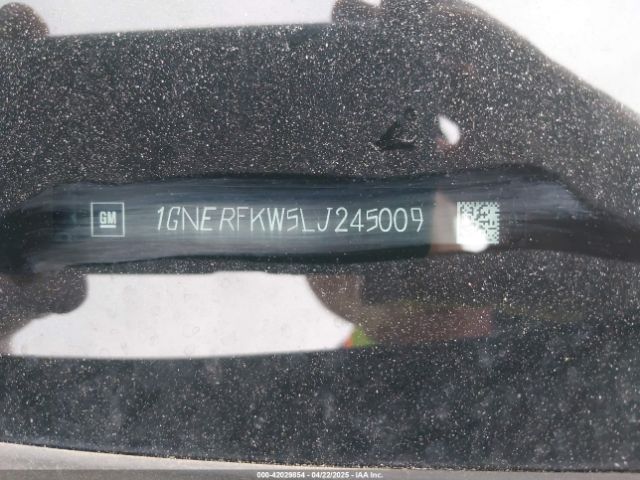 GM 1GNERFKW5LJ245009
000-42029854 - 04/22/2025 - IAA Inc.